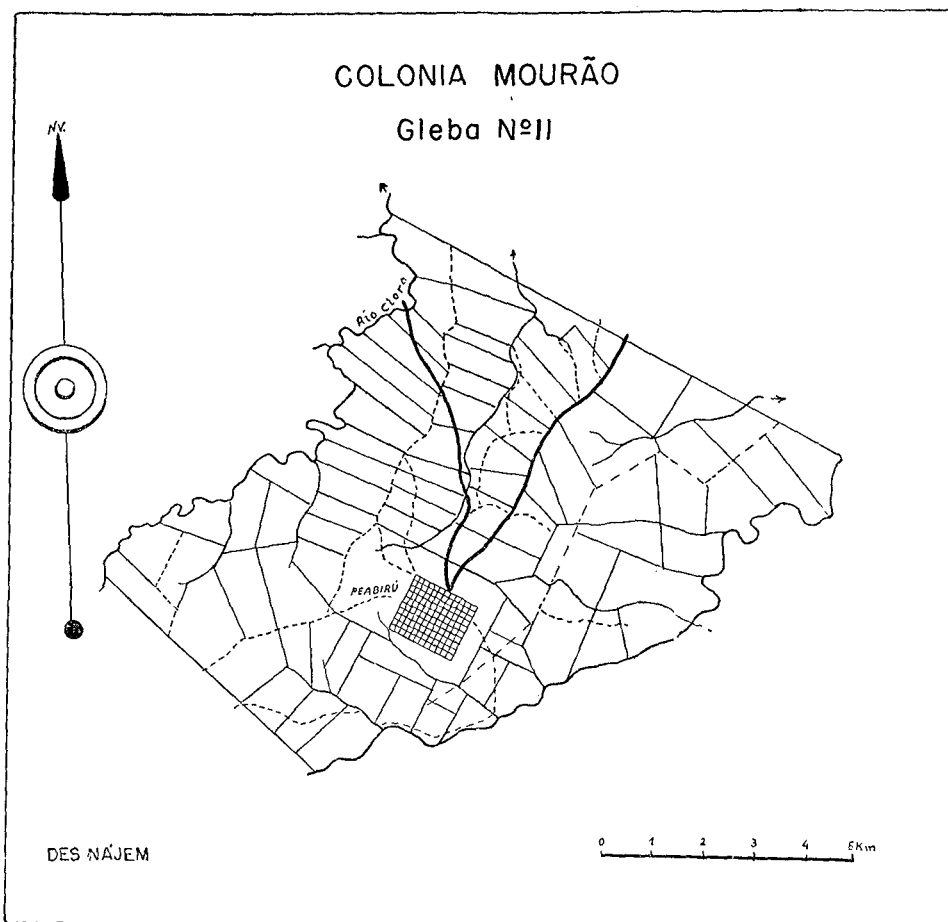 COLONIA MOURÃO
Gleba Nº11
NV.
Rio Claro
PEABIRÚ
DES NÁJEM
0 1 2 3 4 5Km